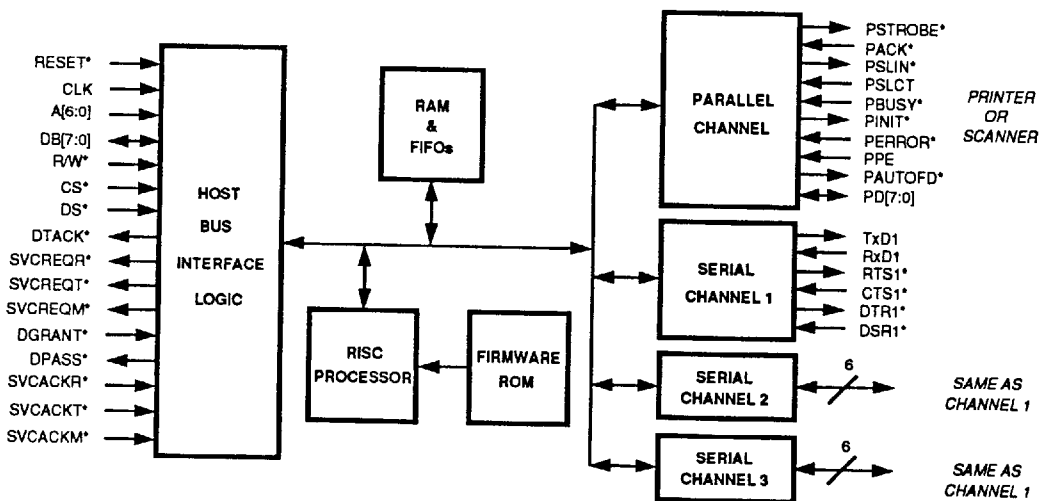 RESET*
CLK
A[6:0]
DB[7:0]
R/W*
CS*
DS*
DTACK*
SVCREQR*
SVCREQT*
SVCREQM*
DGRANT*
DPASS*
SVCACKR*
SVCACKT*
SVCACKM*
HOST
BUS
INTERFACE
LOGIC
RAM
&
FIFOs
RISC
PROCESSOR
FIRMWARE
ROM
PARALLEL
CHANNEL
PSTROBE*
PACK*
PSLIN*
PSLCT
PBUSY*
PINIT*
PERROR*
PPE
PAUTOFD*
PD[7:0]
PRINTER
OR
SCANNER
SERIAL
CHANNEL 1
TxD1
RxD1
RTS1*
CTS1*
DTR1*
DSR1*
SERIAL
CHANNEL 2
6
SAME AS
CHANNEL 1
SERIAL
CHANNEL 3
6
SAME AS
CHANNEL 1